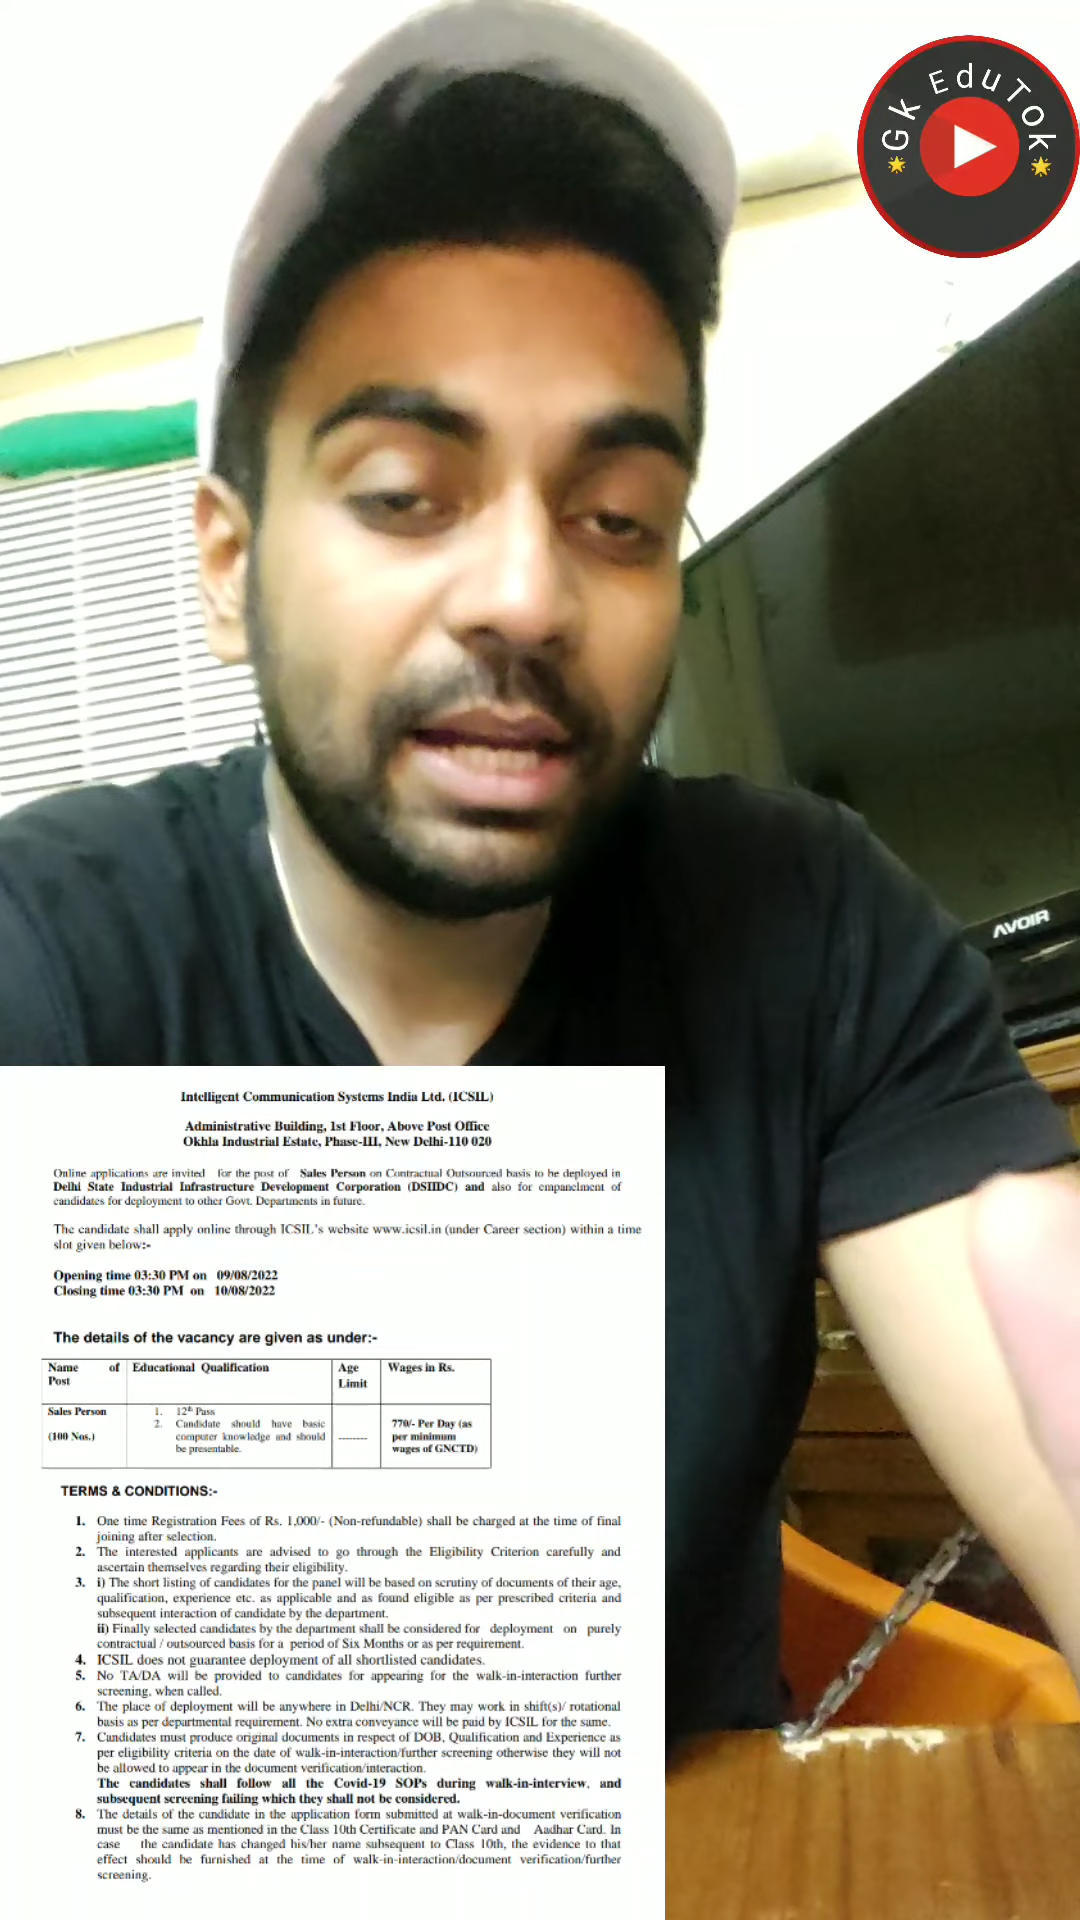 Gk EduTok
AVOIR
Intelligent Communication Systems India Ltd. (ICSIL)
Administrative Building, 1st Floor, Above Post Office
Okhla Industrial Estate, Phase-III, New Delhi-110 020
Online applications are invited for the post of Sales Person on Contractual Outsourced basis to be deployed in
Delhi State Industrial Infrastructure Development Corporation (DSIIDC) and also for empanelment of
candidates for deployment to other Govt. Departments in future.
The candidate shall apply online through ICSIL's website www.icsil.in (under Career section) within a time
slot given below:-
Opening time 03:30 PM on 09/08/2022
Closing time 03:30 PM on 10/08/2022
The details of the vacancy are given as under:-
Name of Post Educational Qualification Age Limit Wages in Rs.
Sales Person
(100 Nos.)
1. 12th Pass
2. Candidate should have basic
computer knowledge and should
be presentable.
--------
770/- Per Day (as
per minimum
wages of GNCTD)
TERMS & CONDITIONS:-
1. One time Registration Fees of Rs. 1,000/- (Non-refundable) shall be charged at the time of final
joining after selection.
2. The interested applicants are advised to go through the Eligibility Criterion carefully and
ascertain themselves regarding their eligibility.
3. i) The short listing of candidates for the panel will be based on scrutiny of documents of their age,
qualification, experience etc. as applicable and as found eligible as per prescribed criteria and
subsequent interaction of candidate by the department.
ii) Finally selected candidates by the department shall be considered for deployment on purely
contractual / outsourced basis for a period of Six Months or as per requirement.
4. ICSIL does not guarantee deployment of all shortlisted candidates.
5. No TA/DA will be provided to candidates for appearing for the walk-in-interaction further
screening, when called.
6. The place of deployment will be anywhere in Delhi/NCR. They may work in shift(s)/ rotational
basis as per departmental requirement. No extra conveyance will be paid by ICSIL for the same.
7. Candidates must produce original documents in respect of DOB, Qualification and Experience as
per eligibility criteria on the date of walk-in-interaction/further screening otherwise they will not
be allowed to appear in the document verification/interaction.
The candidates shall follow all the Covid-19 SOPs during walk-in-interview, and
subsequent screening failing which they shall not be considered.
8. The details of the candidate in the application form submitted at walk-in-document verification
must be the same as mentioned in the Class 10th Certificate and PAN Card and Aadhar Card. In
case the candidate has changed his/her name subsequent to Class 10th, the evidence to that
effect should be furnished at the time of walk-in-interaction/document verification/further
screening.